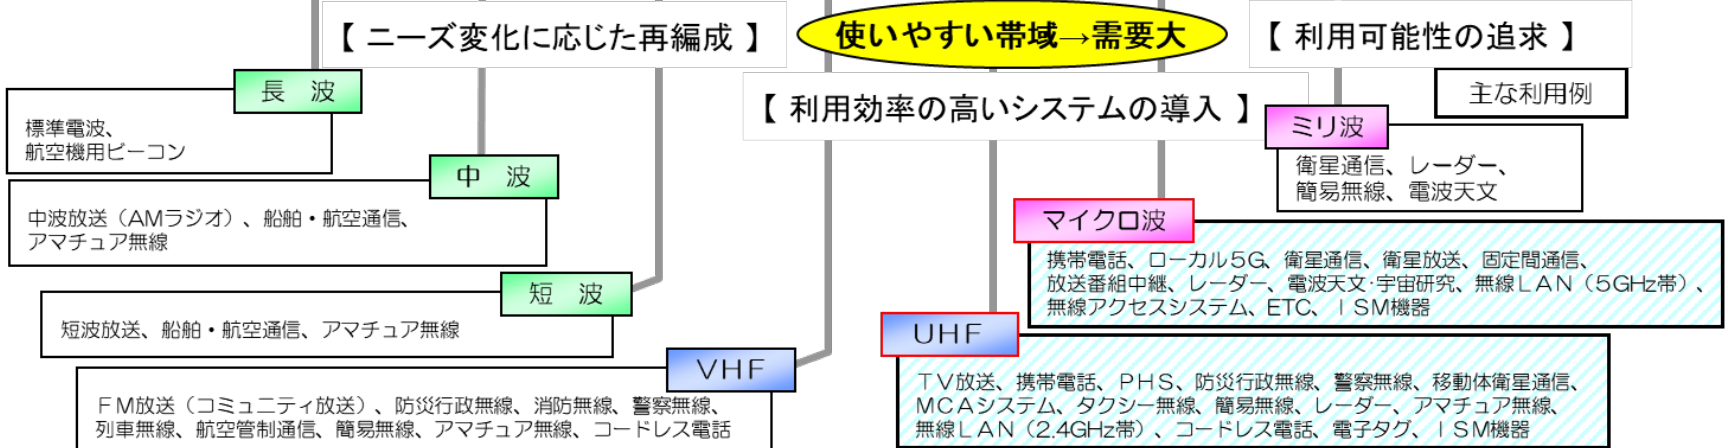 【 ニーズ変化に応じた再編成 】
使いやすい帯域→需要大
【 利用可能性の追求 】
【 利用効率の高いシステムの導入 】
主な利用例
長 波
標準電波、
航空機用ビーコン
中 波
中波放送（AMラジオ）、船舶・航空通信、
アマチュア無線
短 波
短波放送、船舶・航空通信、アマチュア無線
VHF
FM放送（コミュニティ放送）、防災行政無線、消防無線、警察無線、
列車無線、航空管制通信、簡易無線、アマチュア無線、コードレス電話
ミリ波
衛星通信、レーダー、
簡易無線、電波天文
マイクロ波
携帯電話、ローカル5G、衛星通信、衛星放送、固定間通信、
放送番組中継、レーダー、電波天文・宇宙研究、無線LAN（5GHz帯）、
無線アクセスシステム、ETC、ISM機器
UHF
TV放送、携帯電話、PHS、防災行政無線、警察無線、移動体衛星通信、
MCAシステム、タクシー無線、簡易無線、レーダー、アマチュア無線、
無線LAN（2.4GHz帯）、コードレス電話、電子タグ、ISM機器